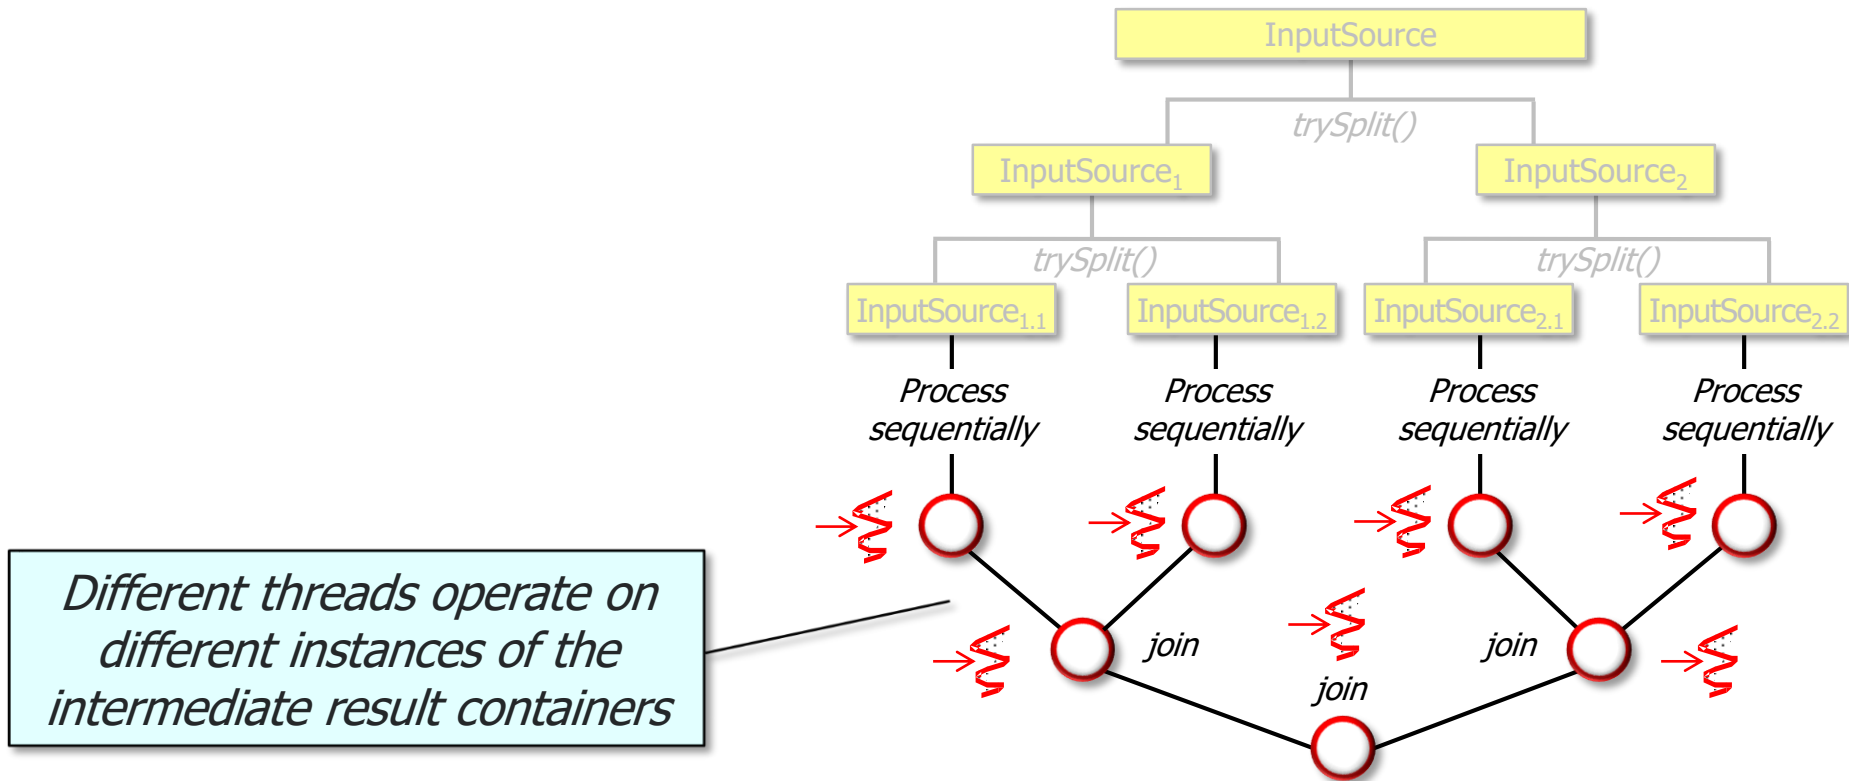 InputSource
trySplit()
InputSource1 InputSource2
trySplit() trySplit()
InputSource1.1 InputSource1.2 InputSource2.1 InputSource2.2
Process Process Process Process
sequentially sequentially sequentially sequentially
Different threads operate on
different instances of the
intermediate result containers
join join
join